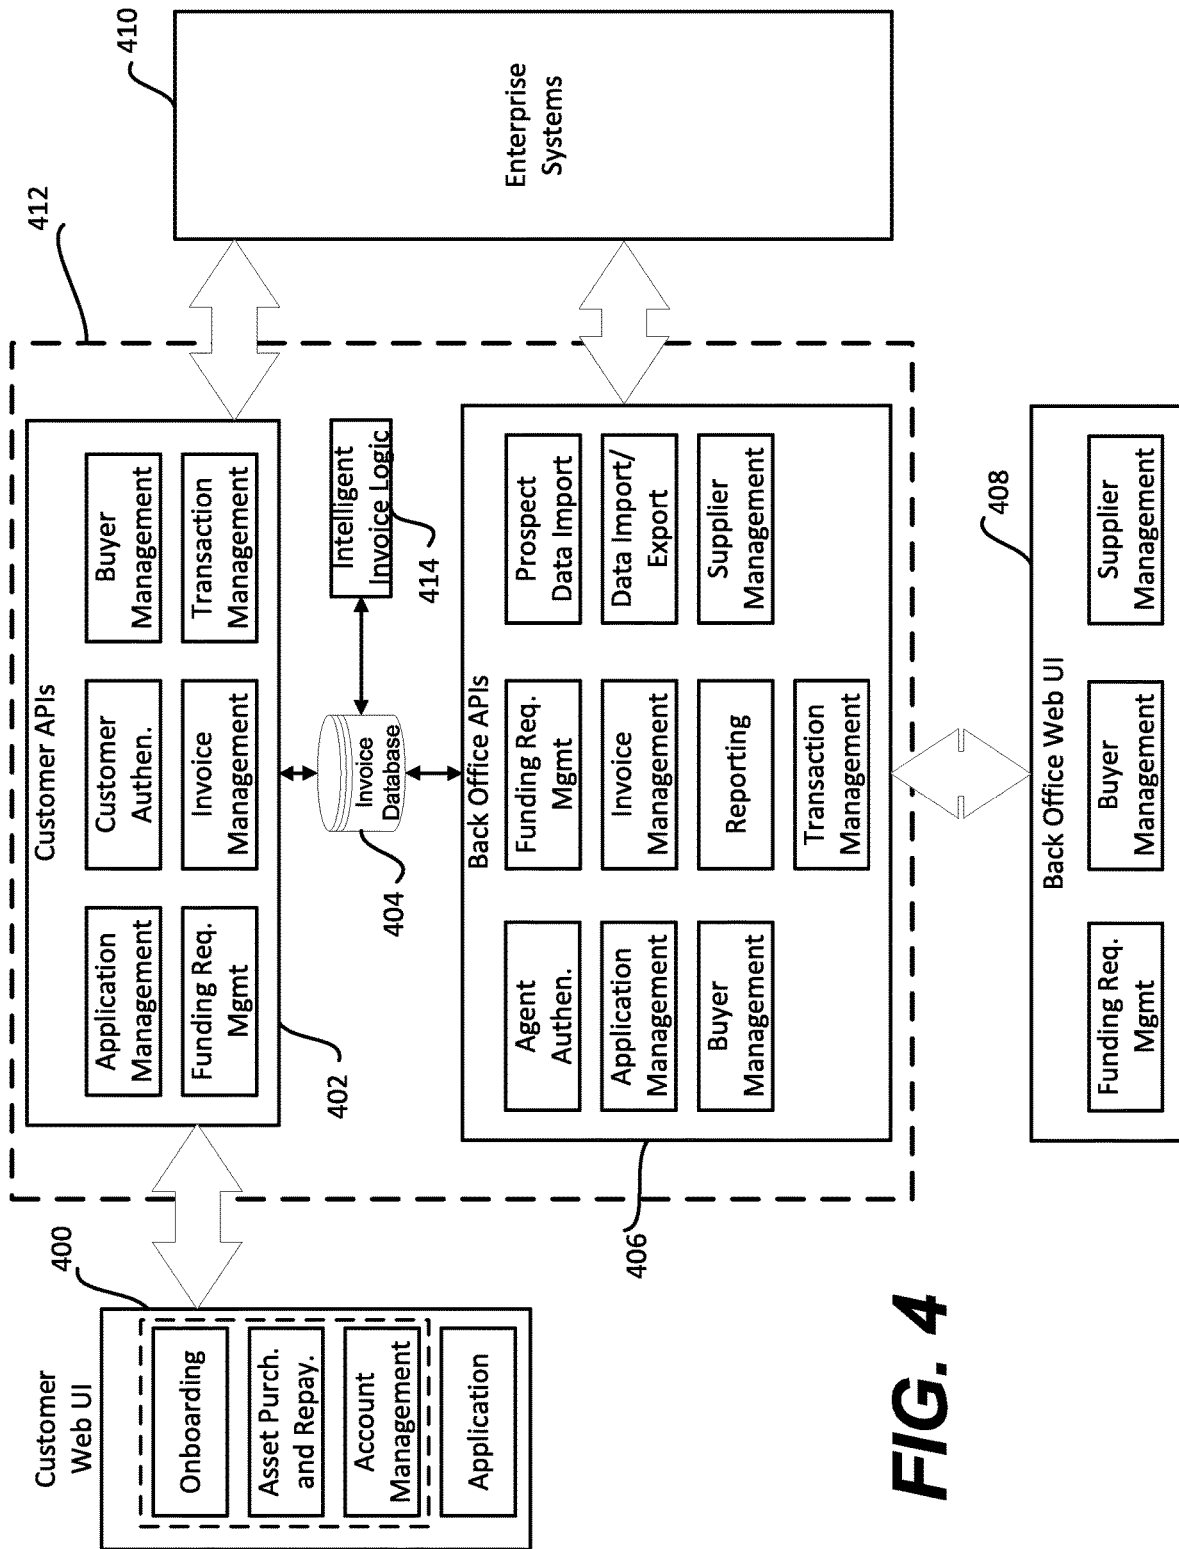 Customer
Web UI
400
Onboarding
Asset Purch.
and Repay.
Account
Management
Application
412
Customer APIs
Application
Management
Customer
Authen.
Buyer
Management
Funding Req.
Mgmt
Invoice
Management
Transaction
Management
402
Invoice
Database
404
Intelligent
Invoice Logic
414
Back Office APIs
Agent
Authen.
Funding Req.
Mgmt
Prospect
Data Import
Application
Management
Invoice
Management
Data Import/
Export
Buyer
Management
Reporting
Supplier
Management
Transaction
Management
406
410
Enterprise
Systems
408
Back Office Web UI
Funding Req.
Mgmt
Buyer
Management
Supplier
Management
FIG. 4